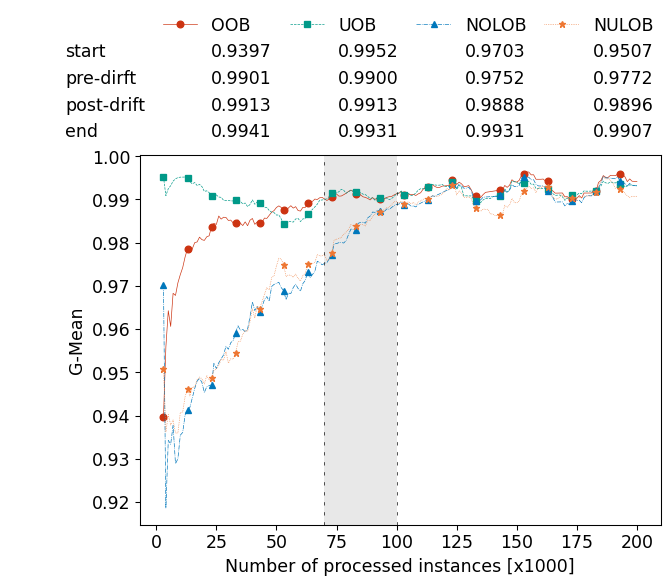 OOB UOB NOLOB NULOB
start 0.9397 0.9952 0.9703 0.9507
pre-dirft 0.9901 0.9900 0.9752 0.9772
post-drift 0.9913 0.9913 0.9888 0.9896
end 0.9941 0.9931 0.9931 0.9907
1.00
0.99
0.98
0.97
0.96
0.95
0.94
0.93
0.92
G-Mean
0 25 50 75 100 125 150 175 200
Number of processed instances [x1000]